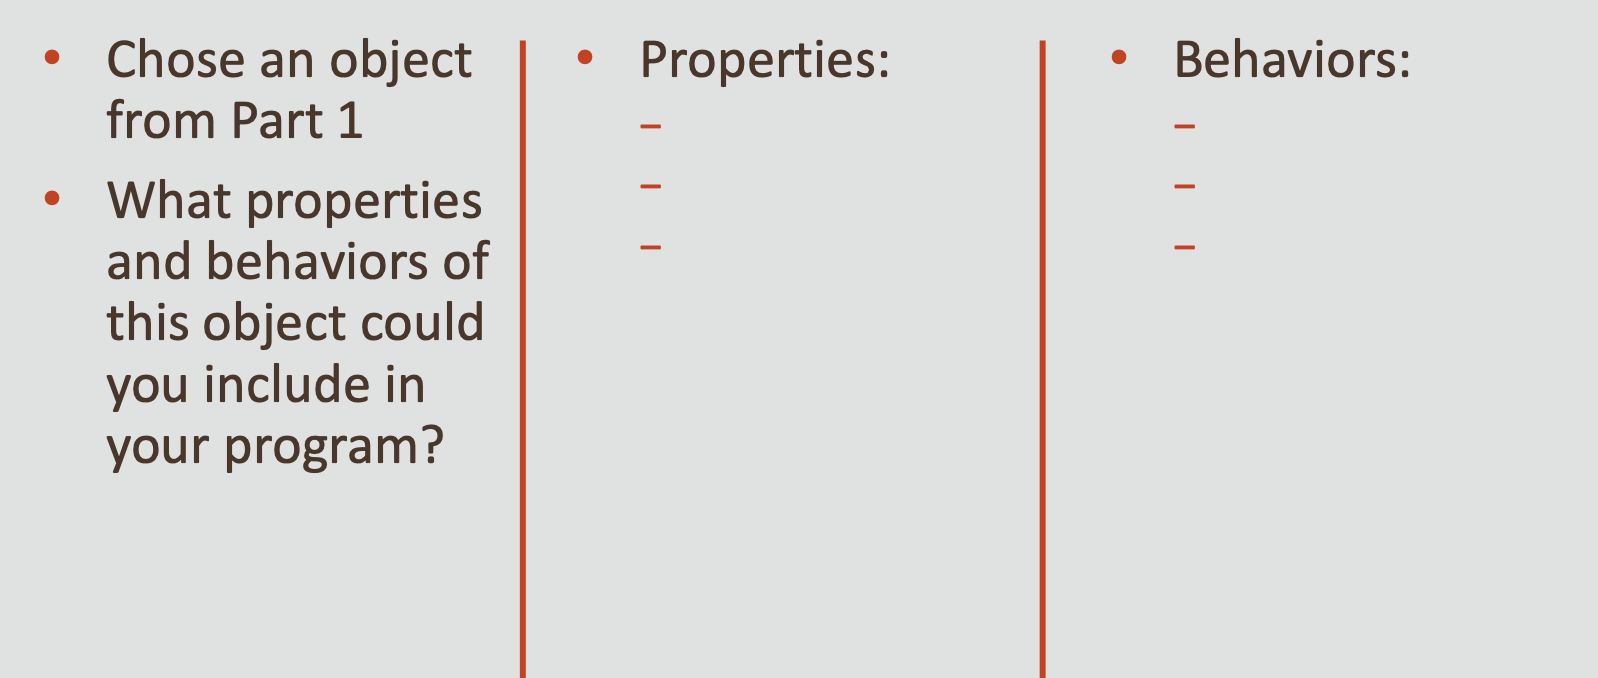 • Chose an object
from Part 1
• What properties
and behaviors of
this object could
you include in
your program?
• Properties:
–
–
–
• Behaviors:
–
–
–